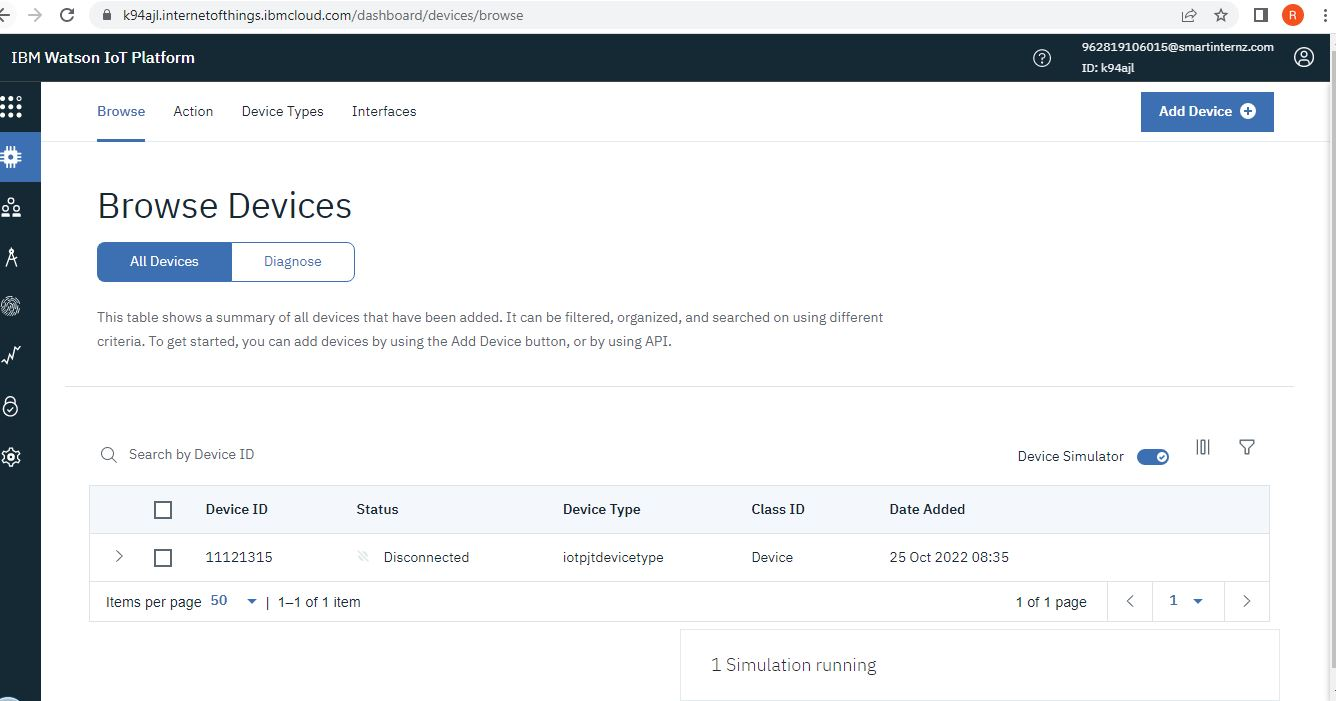 k94ajl.internetofthings.ibmcloud.com/dashboard/devices/browse
R
IBM Watson IoT Platform
962819106015@smartinternz.com
ID: k94ajl
Browse Action Device Types Interfaces
Add Device
Browse Devices
All Devices Diagnose
This table shows a summary of all devices that have been added. It can be filtered, organized, and searched on using different
criteria. To get started, you can add devices by using the Add Device button, or by using API.
Search by Device ID
Device Simulator
Device ID Status Device Type Class ID Date Added
11121315 Disconnected iotpjtdevicetype Device 25 Oct 2022 08:35
Items per page 50 | 1–1 of 1 item 1 of 1 page 1
1 Simulation running